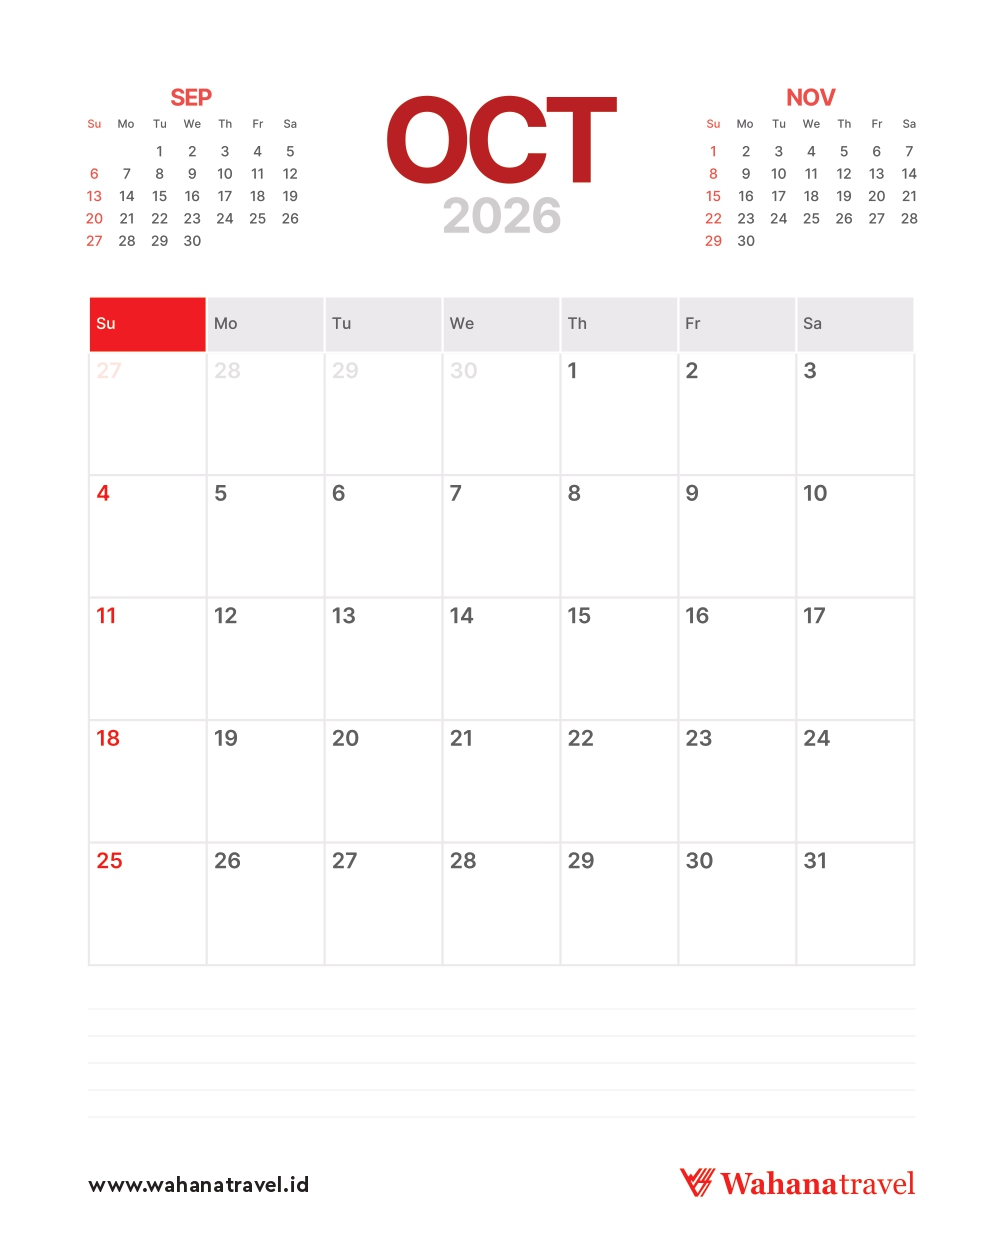 SEP
Su Mo Tu We Th Fr Sa
1 2 3 4 5
6 7 8 9 10 11 12
13 14 15 16 17 18 19
20 21 22 23 24 25 26
27 28 29 30
OCT
2026
NOV
Su Mo Tu We Th Fr Sa
1 2 3 4 5 6 7
8 9 10 11 12 13 14
15 16 17 18 19 20 21
22 23 24 25 26 27 28
29 30
Su Mo Tu We Th Fr Sa
27 28 29 30 1 2 3
4 5 6 7 8 9 10
11 12 13 14 15 16 17
18 19 20 21 22 23 24
25 26 27 28 29 30 31
www.wahanatravel.id
Wahanatravel